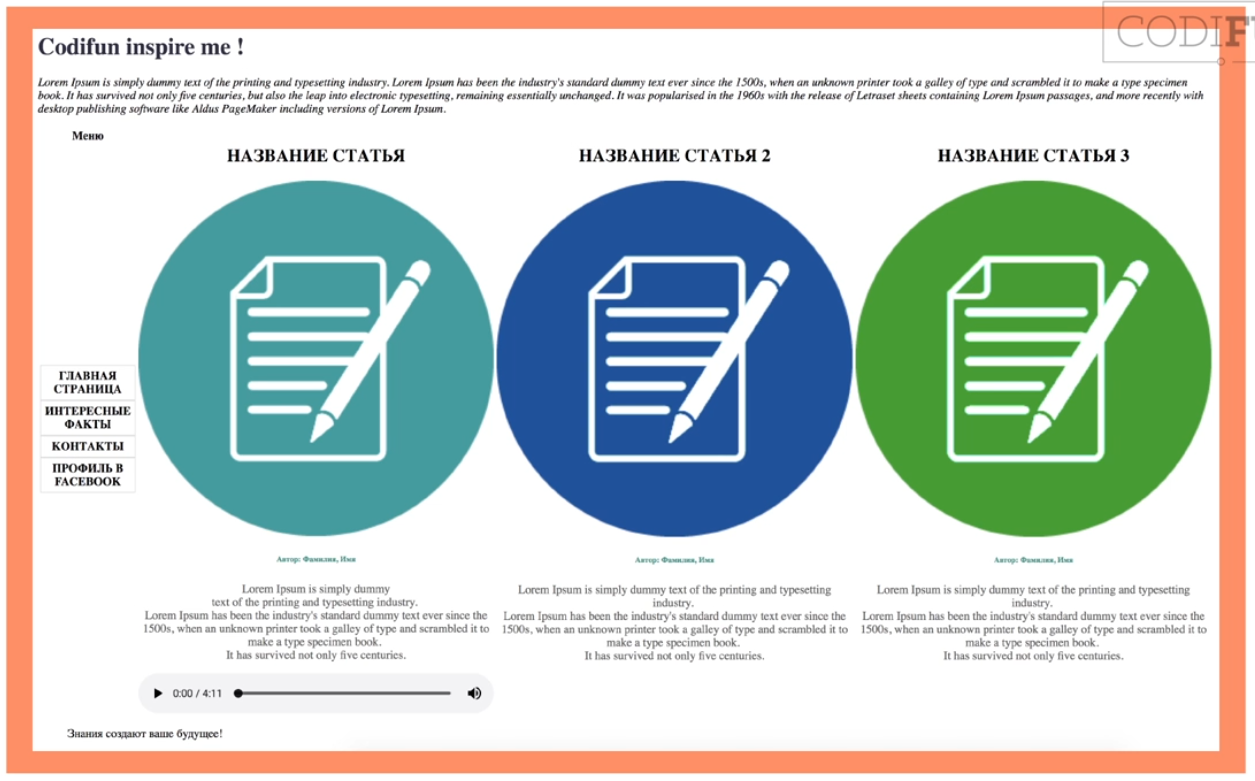 CODIF
Codifun inspire me !
Lorem Ipsum is simply dummy text of the printing and typesetting industry. Lorem Ipsum has been the industry's standard dummy text ever since the 1500s, when an unknown printer took a galley of type and scrambled it to make a type specimen
book. It has survived not only five centuries, but also the leap into electronic typesetting, remaining essentially unchanged. It was popularised in the 1960s with the release of Letraset sheets containing Lorem Ipsum passages, and more recently with
desktop publishing software like Aldus PageMaker including versions of Lorem Ipsum.
Меню
ГЛАВНАЯ
СТРАНИЦА
ИНТЕРЕСНЫЕ
ФАКТЫ
КОНТАКТЫ
ПРОФИЛЬ В
FACEBOOK
НАЗВАНИЕ СТАТЬЯ
Автор: Фамилия, Имя
Lorem Ipsum is simply dummy
text of the printing and typesetting industry.
Lorem Ipsum has been the industry's standard dummy text ever since the
1500s, when an unknown printer took a galley of type and scrambled it to
make a type specimen book.
It has survived not only five centuries.
0:00 / 4:11
НАЗВАНИЕ СТАТЬЯ 2
Автор: Фамилия, Имя
Lorem Ipsum is simply dummy text of the printing and typesetting
industry.
Lorem Ipsum has been the industry's standard dummy text ever since the
1500s, when an unknown printer took a galley of type and scrambled it to
make a type specimen book.
It has survived not only five centuries.
НАЗВАНИЕ СТАТЬЯ 3
Автор: Фамилия, Имя
Lorem Ipsum is simply dummy text of the printing and typesetting
industry.
Lorem Ipsum has been the industry's standard dummy text ever since the
1500s, when an unknown printer took a galley of type and scrambled it to
make a type specimen book.
It has survived not only five centuries.
Знания создают ваше будущее!